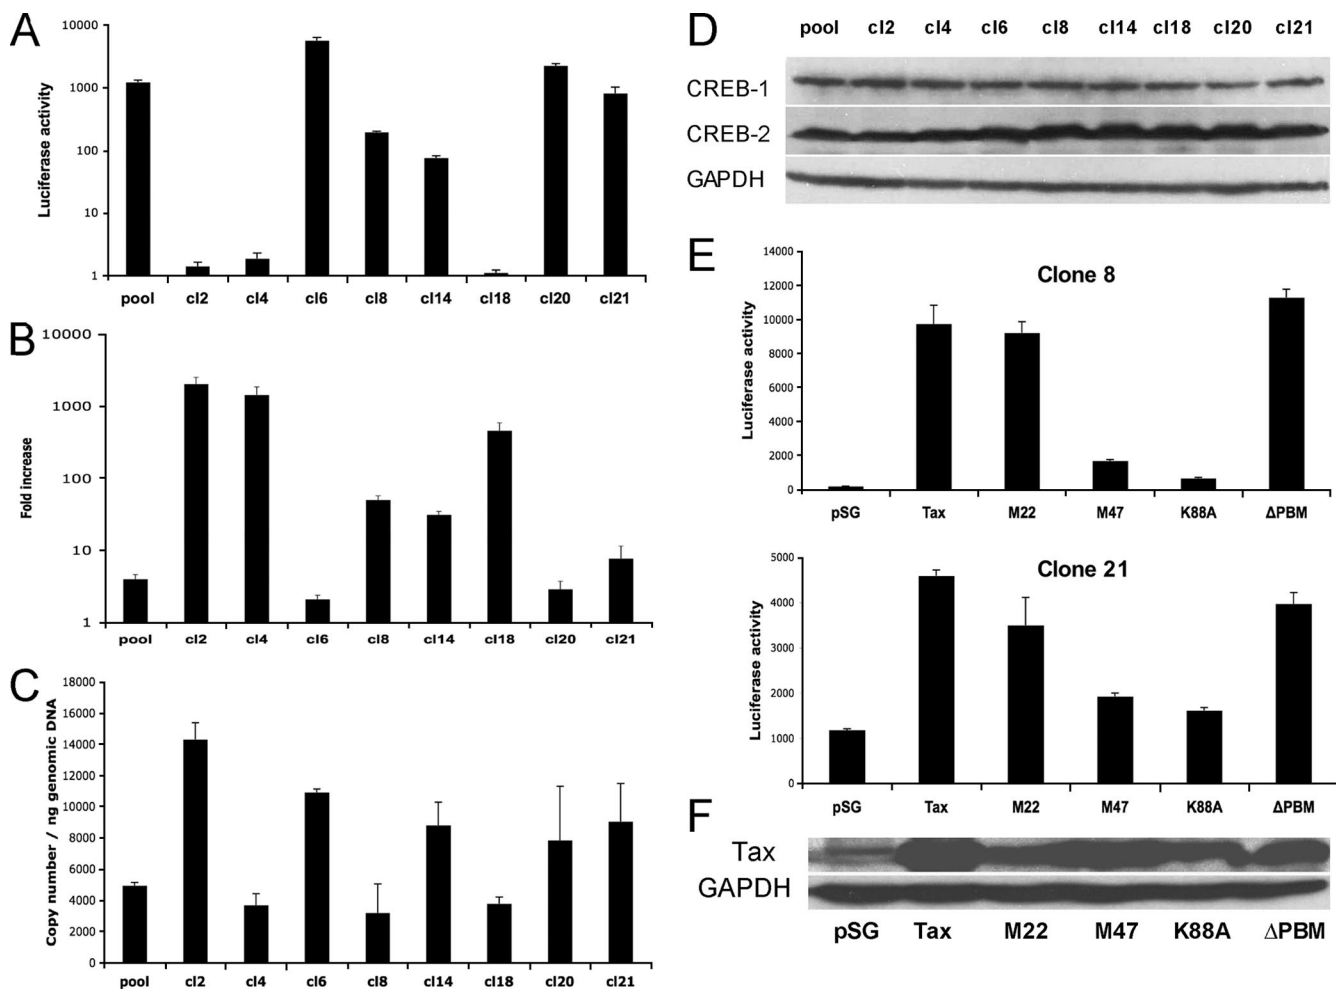 A
Luciferase activity
10000
1000
100
10
1
pool cl2 cl4 cl6 cl8 cl14 cl18 cl20 cl21
B
Fold increase
10000
1000
100
10
1
pool cl2 cl4 cl6 cl8 cl14 cl18 cl20 cl21
C
Copy number / ng genomic DNA
18000
16000
14000
12000
10000
8000
6000
4000
2000
0
pool cl2 cl4 cl6 cl8 cl14 cl18 cl20 cl21
D
pool cl2 cl4 cl6 cl8 cl14 cl18 cl20 cl21
CREB-1
CREB-2
GAPDH
E
Clone 8
Luciferase activity
14000
12000
10000
8000
6000
4000
2000
0
pSG Tax M22 M47 K88A ΔPBM
Clone 21
Luciferase activity
5000
4000
3000
2000
1000
0
pSG Tax M22 M47 K88A ΔPBM
F
Tax
GAPDH
pSG Tax M22 M47 K88A ΔPBM